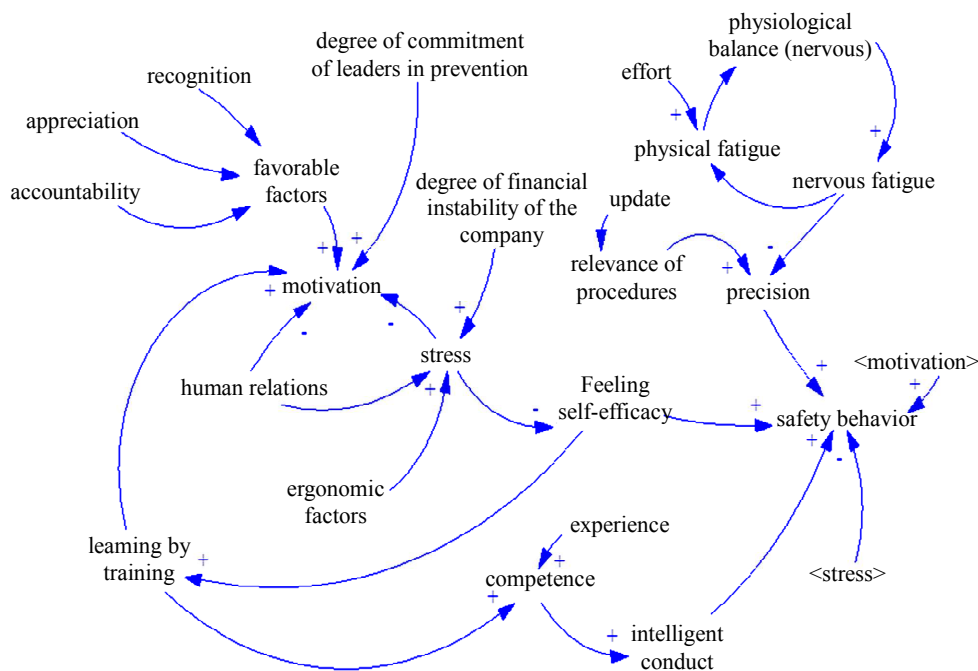 degree of commitment
of leaders in prevention
physiological
balance (nervous)
recognition
effort
+
appreciation
+
physical fatigue
favorable
factors
accountability
nervous fatigue
degree of financial
instability of the
company
update
+
+
-
relevance of
procedures
+
precision
+
motivation
-
-
+
stress
+
human relations
+
<motivation>
+
Feeling
self-efficacy
-
+
safety behavior
+
-
ergonomic
factors
experience
+
learning by
training
+
competence
+
<stress>
+
intelligent
conduct